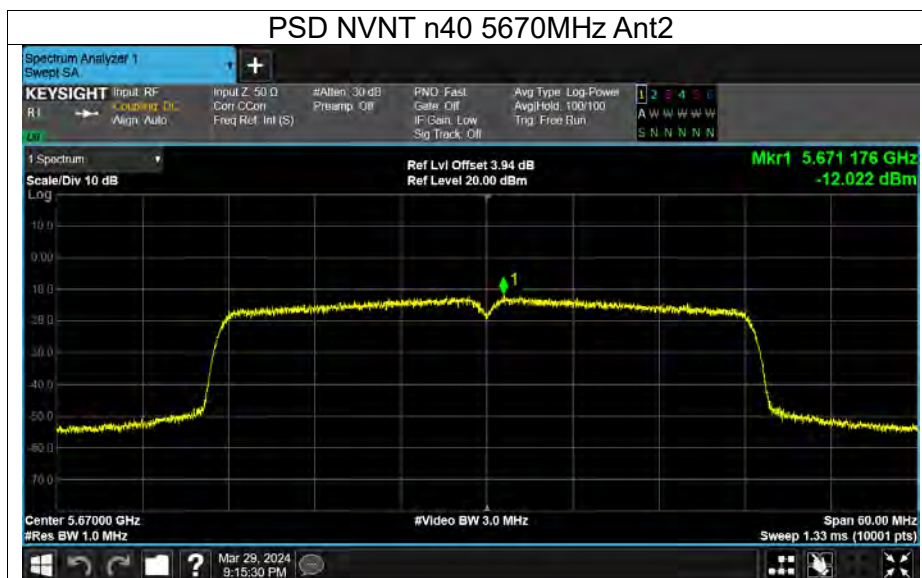 PSD NVNT n40 5670MHz Ant2
Spectrum Analyzer 1
Swept SA
+
KEYSIGHT Input: RF
Input Z: 50 Ω
#Atten: 30 dB
PNO: Fast
Avg Type: Log-Power
1 2 3 4 5 6
R L
Coupling: DC
Corr CCorr
Preamp: Off
Gate: Off
Avg|Hold: 100/100
A W W W W W
Align: Auto
Freq Ref: Int (S)
IF Gain: Low
Trig: Free Run
Sig Track: Off
S N N N N N
1 Spectrum
Ref Lvl Offset 3.94 dB
Mkr1 5.671 176 GHz
Scale/Div 10 dB
Ref Level 20.00 dBm
-12.022 dBm
Log
10.0
0.00
-10.0
1
-20.0
-30.0
-40.0
-50.0
-60.0
-70.0
Center 5.67000 GHz
#Video BW 3.0 MHz
Span 60.00 MHz
#Res BW 1.0 MHz
Sweep 1.33 ms (10001 pts)
?
Mar 29, 2024
9:15:30 PM